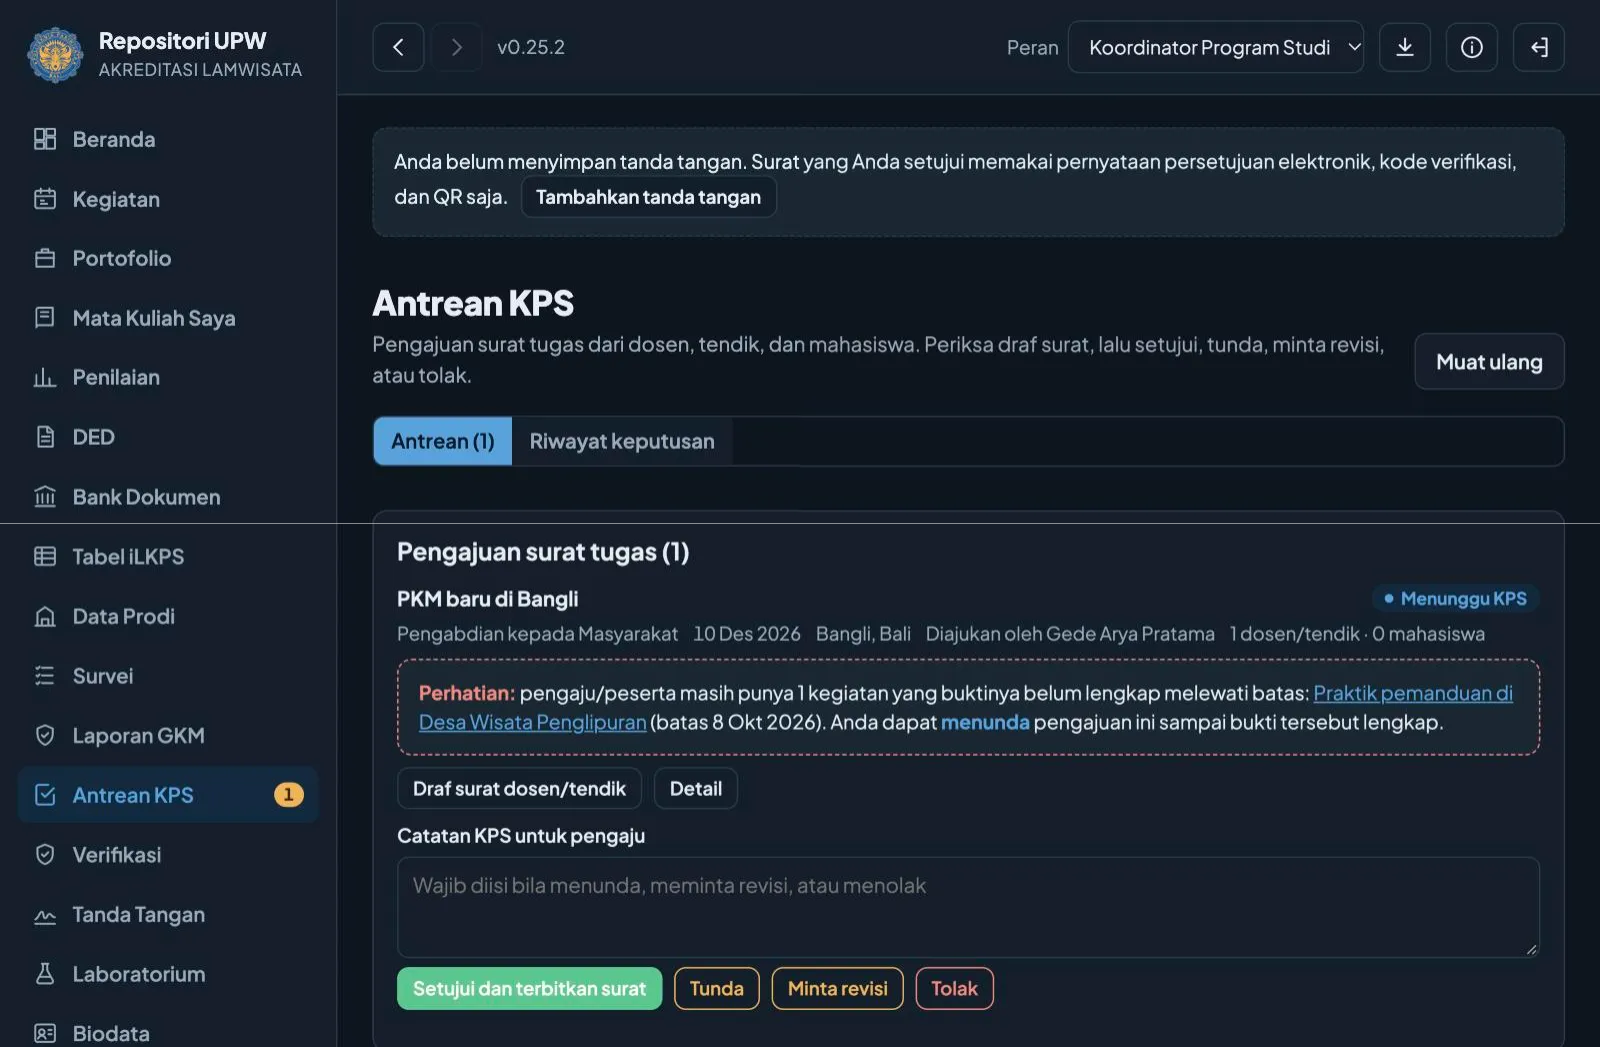 Repositori UPW
AKREDITASI LAMWISATA
Beranda
Kegiatan
Portofolio
Mata Kuliah Saya
Penilaian
DED
Bank Dokumen
Tabel iLKPS
Data Prodi
Survei
Laporan GKM
Antrean KPS 1
Verifikasi
Tanda Tangan
Laboratorium
Biodata
v0.25.2
Peran Koordinator Program Studi
Anda belum menyimpan tanda tangan. Surat yang Anda setujui memakai pernyataan persetujuan elektronik, kode verifikasi,
dan QR saja. Tambahkan tanda tangan
Antrean KPS
Pengajuan surat tugas dari dosen, tendik, dan mahasiswa. Periksa draf surat, lalu setujui, tunda, minta revisi,
atau tolak.
Muat ulang
Antrean (1) Riwayat keputusan
Pengajuan surat tugas (1)
PKM baru di Bangli
Menunggu KPS
Pengabdian kepada Masyarakat 10 Des 2026 Bangli, Bali Diajukan oleh Gede Arya Pratama 1 dosen/tendik · 0 mahasiswa
Perhatian: pengaju/peserta masih punya 1 kegiatan yang buktinya belum lengkap melewati batas: Praktik pemanduan di
Desa Wisata Penglipuran (batas 8 Okt 2026). Anda dapat menunda pengajuan ini sampai bukti tersebut lengkap.
Draf surat dosen/tendik Detail
Catatan KPS untuk pengaju
Wajib diisi bila menunda, meminta revisi, atau menolak
Setujui dan terbitkan surat Tunda Minta revisi Tolak